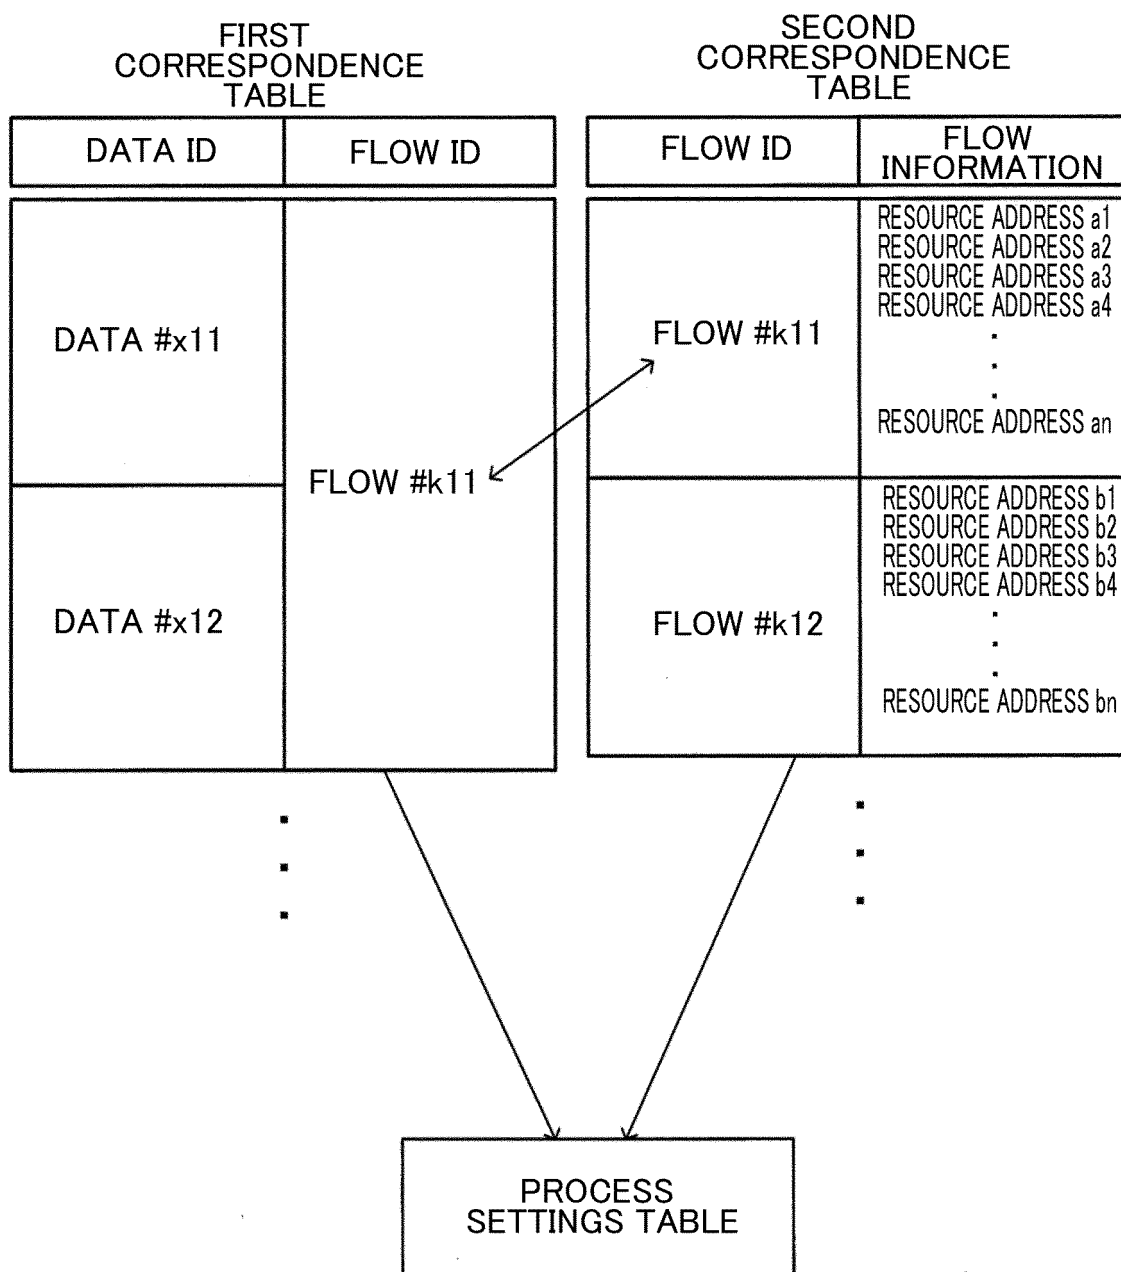 FIRST
CORRESPONDENCE
TABLE
DATA ID
FLOW ID
DATA #x11
FLOW #k11
DATA #x12
SECOND
CORRESPONDENCE
TABLE
FLOW ID
FLOW
INFORMATION
FLOW #k11
RESOURCE ADDRESS a1
RESOURCE ADDRESS a2
RESOURCE ADDRESS a3
RESOURCE ADDRESS a4
RESOURCE ADDRESS an
FLOW #k12
RESOURCE ADDRESS b1
RESOURCE ADDRESS b2
RESOURCE ADDRESS b3
RESOURCE ADDRESS b4
RESOURCE ADDRESS bn
PROCESS
SETTINGS TABLE